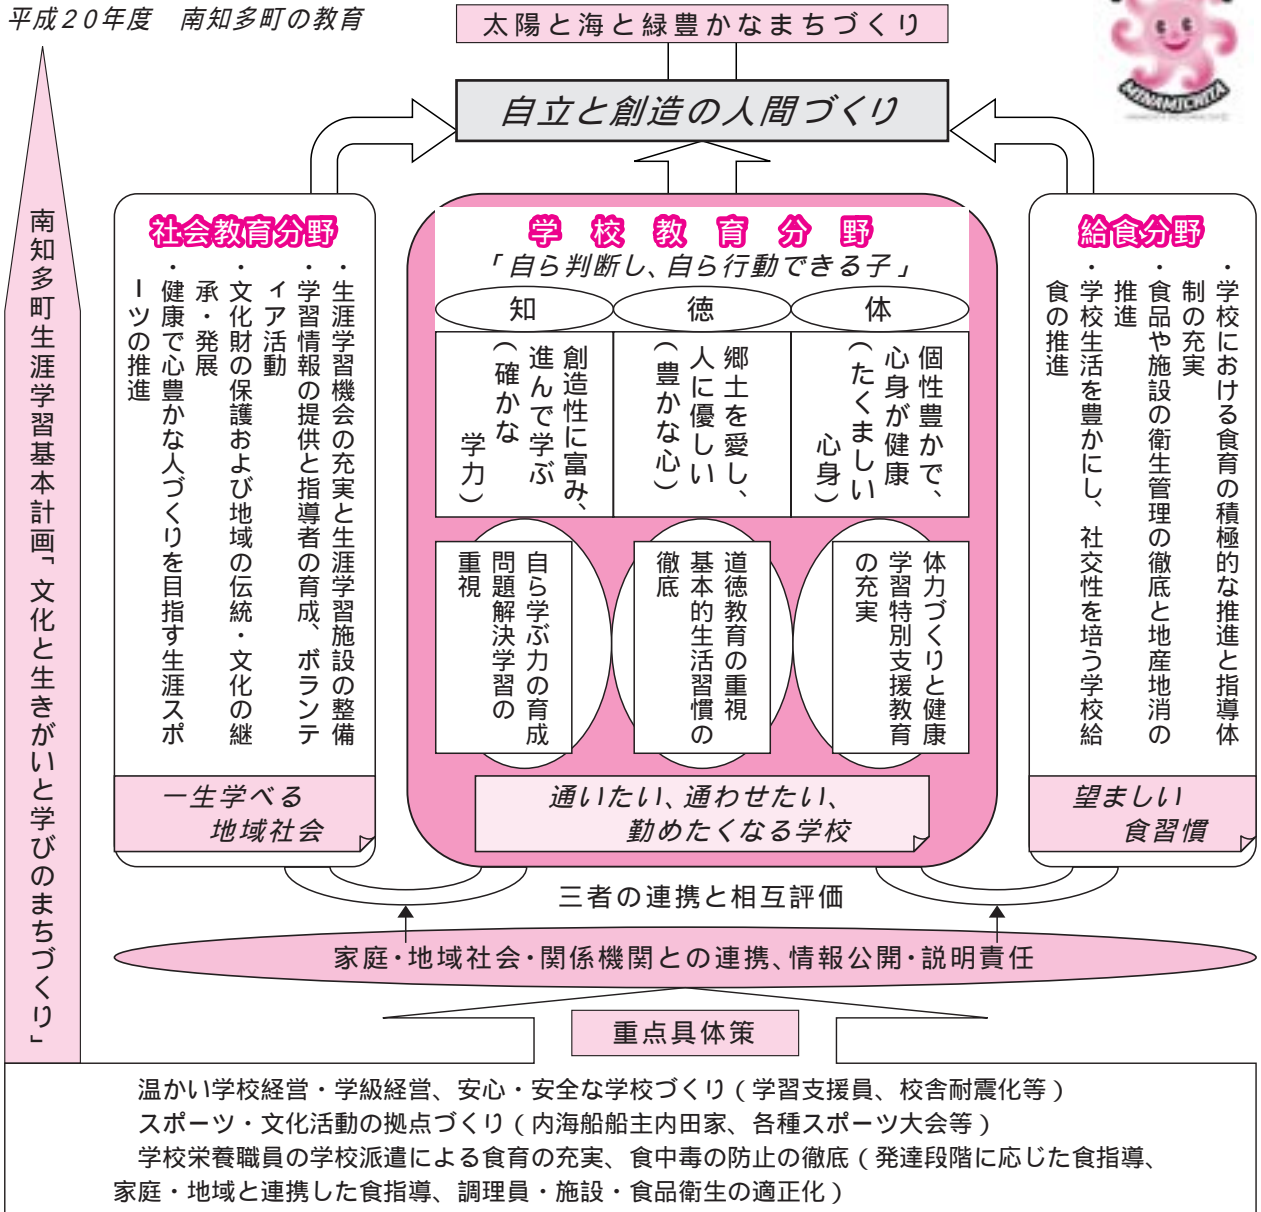 平成20年度 南知多町の教育
太陽と海と緑豊かなまちづくり
MINAMICHITA
自立と創造の人間づくり
南知多町生涯学習基本計画「文化と生きがいと学びのまちづくり」
社会教育分野
・生涯学習機会の充実と生涯学習施設の整備
・学習情報の提供と指導者の育成、ボランテ
ィア活動
・文化財の保護および地域の伝統・文化の継
承・発展
・健康で心豊かな人づくりを目指す生涯スポ
ーツの推進
一生学べる
地域社会
学校教育分野
「自ら判断し、自ら行動できる子」
知
創造性に富み、
進んで学ぶ
（確かな
学力）
自ら学ぶ力の育成
問題解決学習の
重視
徳
郷土を愛し、
人に優しい
（豊かな心）
道徳教育の重視
基本的生活習慣の
徹底
体
個性豊かで、
心身が健康
（たくましい
心身）
体力づくりと健康
学習特別支援教育
の充実
通いたい、通わせたい、
勤めたくなる学校
給食分野
・学校における食育の積極的な推進と指導体
制の充実
・食品や施設の衛生管理の徹底と地産地消の
推進
・学校生活を豊かにし、社交性を培う学校給
食の推進
望ましい
食習慣
三者の連携と相互評価
家庭・地域社会・関係機関との連携、情報公開・説明責任
重点具体策
温かい学校経営・学級経営、安心・安全な学校づくり（学習支援員、校舎耐震化等）
スポーツ・文化活動の拠点づくり（内海船船主内田家、各種スポーツ大会等）
学校栄養職員の学校派遣による食育の充実、食中毒の防止の徹底（発達段階に応じた食指導、
家庭・地域と連携した食指導、調理員・施設・食品衛生の適正化）